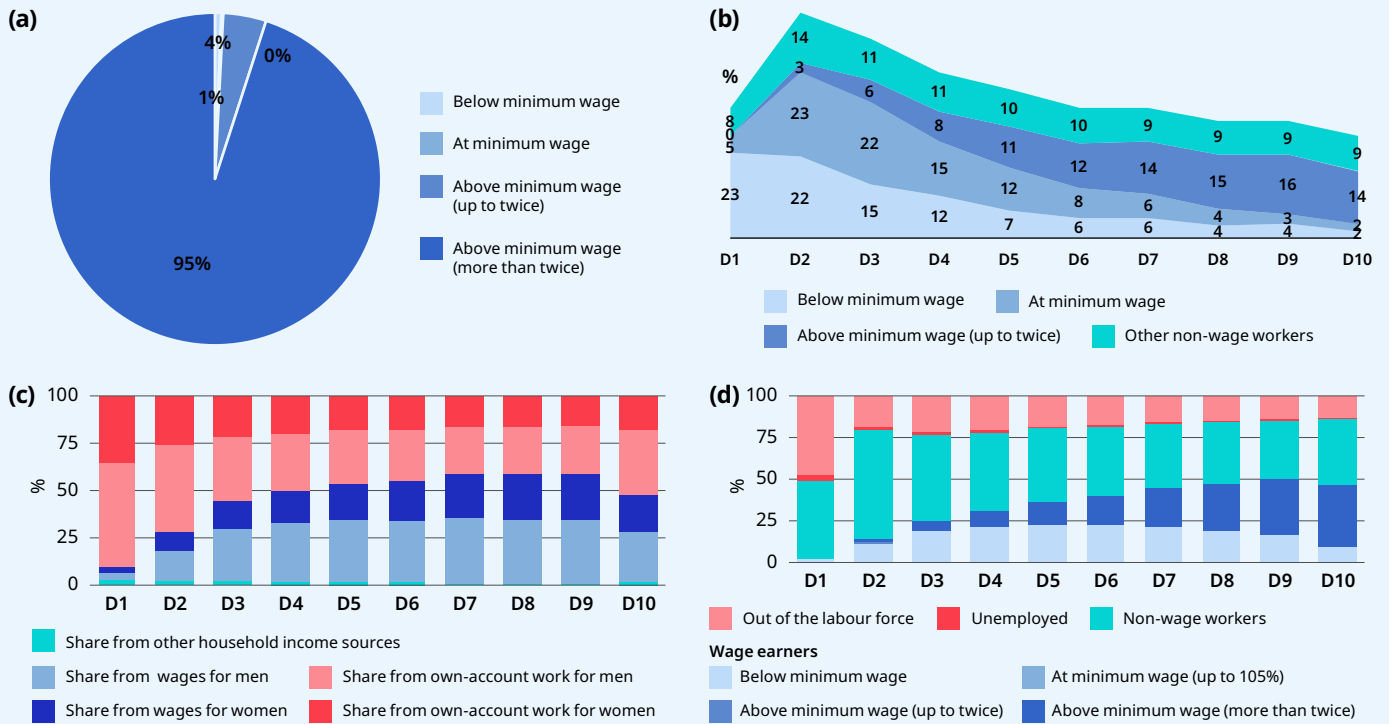 (a)
4%
0%
1%
95%
Below minimum wage
At minimum wage
Above minimum wage
(up to twice)
Above minimum wage
(more than twice)
(b)
%
14
3
23
22
11
6
22
15
11
8
15
12
10
11
12
7
10
12
8
6
9
14
6
6
9
15
4
4
9
16
3
4
9
14
2
2
8
0
5
23
D1 D2 D3 D4 D5 D6 D7 D8 D9 D10
Below minimum wage At minimum wage
Above minimum wage (up to twice) Other non-wage workers
(c)
100
75
50
25
0
%
D1 D2 D3 D4 D5 D6 D7 D8 D9 D10
Share from other household income sources
Share from wages for men Share from own-account work for men
Share from wages for women Share from own-account work for women
(d)
100
75
50
25
0
%
D1 D2 D3 D4 D5 D6 D7 D8 D9 D10
Out of the labour force Unemployed Non-wage workers
Wage earners
Below minimum wage At minimum wage (up to 105%)
Above minimum wage (up to twice) Above minimum wage (more than twice)